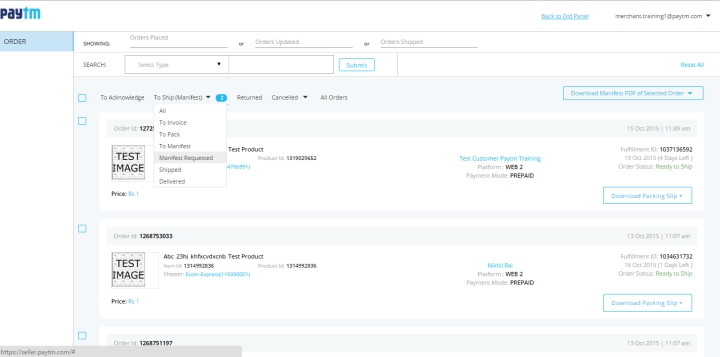 paytm
Back to Old Panel
merchant.training1@paytm.com
ORDER
SHOWING:
Orders Placed
or
Orders Updated
or
Orders Shipped
SEARCH:
Select Type
Submit
Reset All
To Acknowledge
To Ship (Manifest)
2
Returned
Cancelled
All Orders
Download Manifest PDF of Selected Order
All
To Invoice
To Pack
To Manifest
Manifest Requested
Shipped
Delivered
Order Id:
15 Oct 2015 | 11:49 am
TEST
IMAGE
Test Product
Product Id: 1319029652
4766991)
Price: Rs 1
Test Customer Paytm Training
Platform : WEB 2
Payment Mode: PREPAID
Fulfillment ID: 1037136592
19 Oct 2015 (4 Days Left )
Order Status: Ready to Ship
Download Packing Slip
Order Id: 1268753033
13 Oct 2015 | 11:07 am
TEST
IMAGE
Abc 23hi khfxcvdxcnb Test Product
Item Id: 1314992836
Product Id: 1314992836
Shipper: Ecom Express(110350001)
Price: Rs 1
Nikhil Rai
Platform : WEB 2
Payment Mode: PREPAID
Fulfillment ID: 1034631732
16 Oct 2015 (1 Days Left )
Order Status: Ready to Ship
Download Packing Slip
Order Id: 1268751197
13 Oct 2015 | 11:07 am
https://seller.paytm.com/#